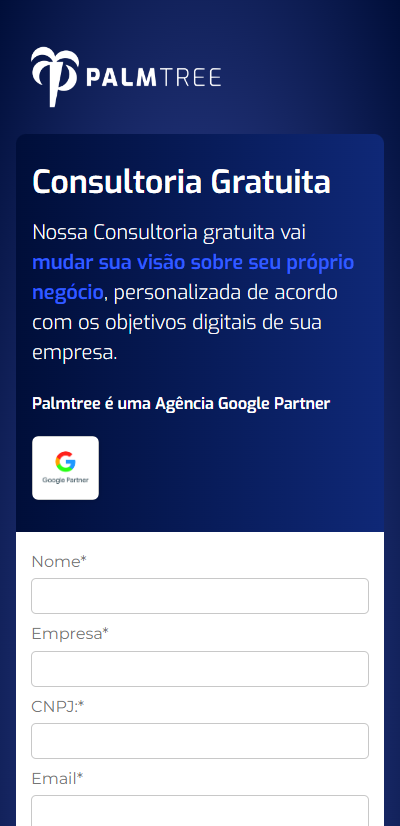 PALMTREE
Consultoria Gratuita
Nossa Consultoria gratuita vai
mudar sua visão sobre seu próprio
negócio, personalizada de acordo
com os objetivos digitais de sua
empresa.
Palmtree é uma Agência Google Partner
Google Partner
Nome*
Empresa*
CNPJ:*
Email*